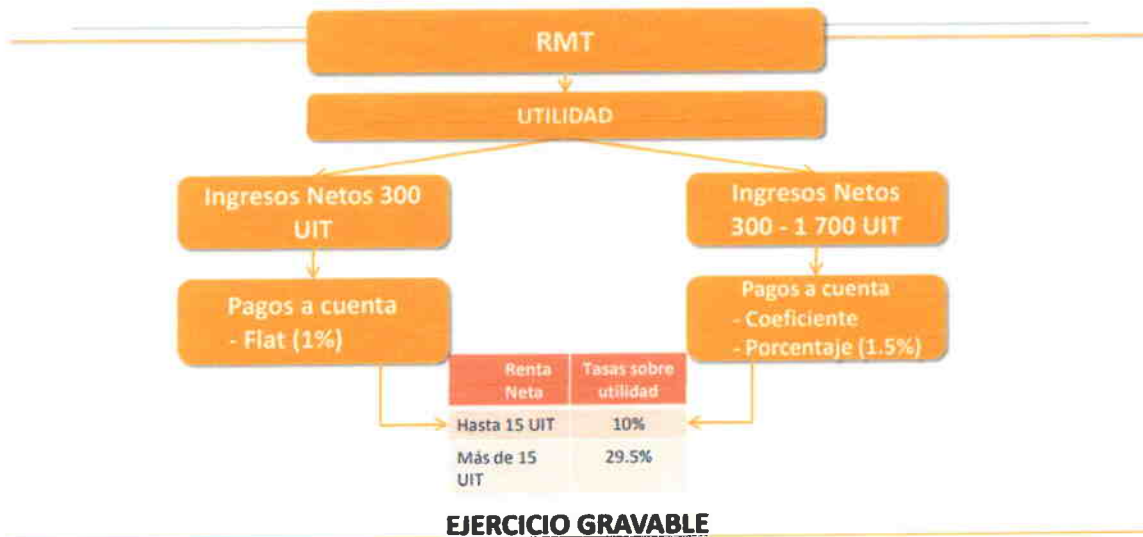 RMT
UTILIDAD
Ingresos Netos 300
UIT
Ingresos Netos
300 - 1 700 UIT
Pagos a cuenta
- Flat (1%)
Pagos a cuenta
- Coeficiente
- Porcentaje (1.5%)
Renta
Neta
Tasas sobre
utilidad
Hasta 15 UIT
10%
Más de 15
UIT
29.5%
EJERCICIO GRAVABLE